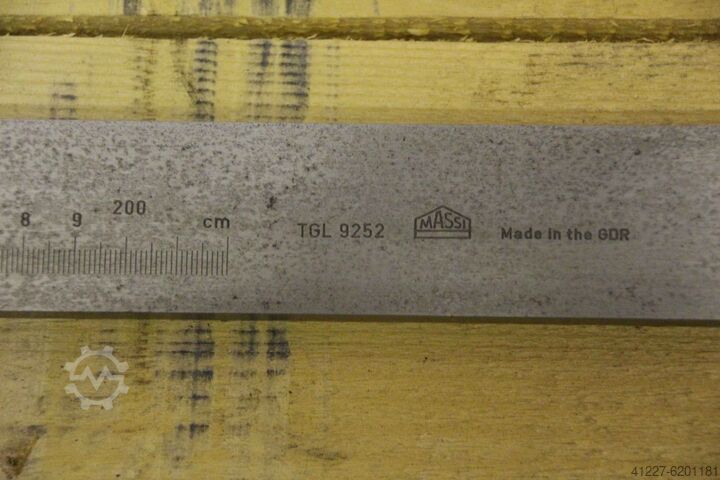 8 9 200 cm
TGL 9252
MASSI
Made in the GDR
41227-6201181